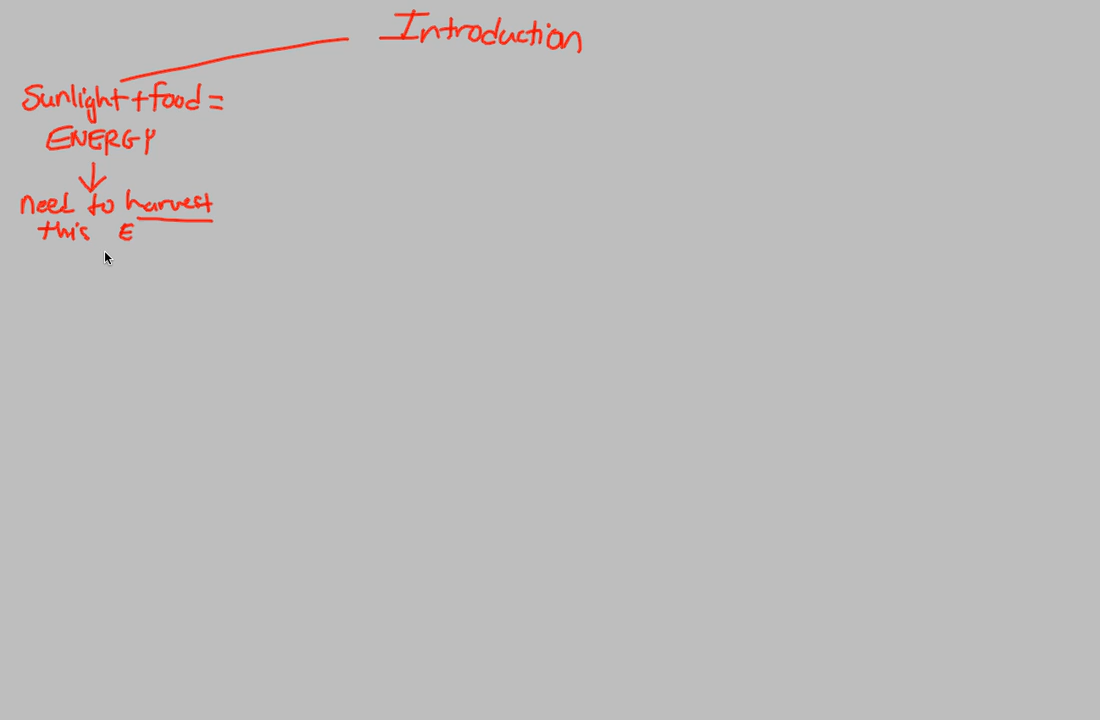 Introduction
Sunlight + food =
ENERGY
need to harvest
this E